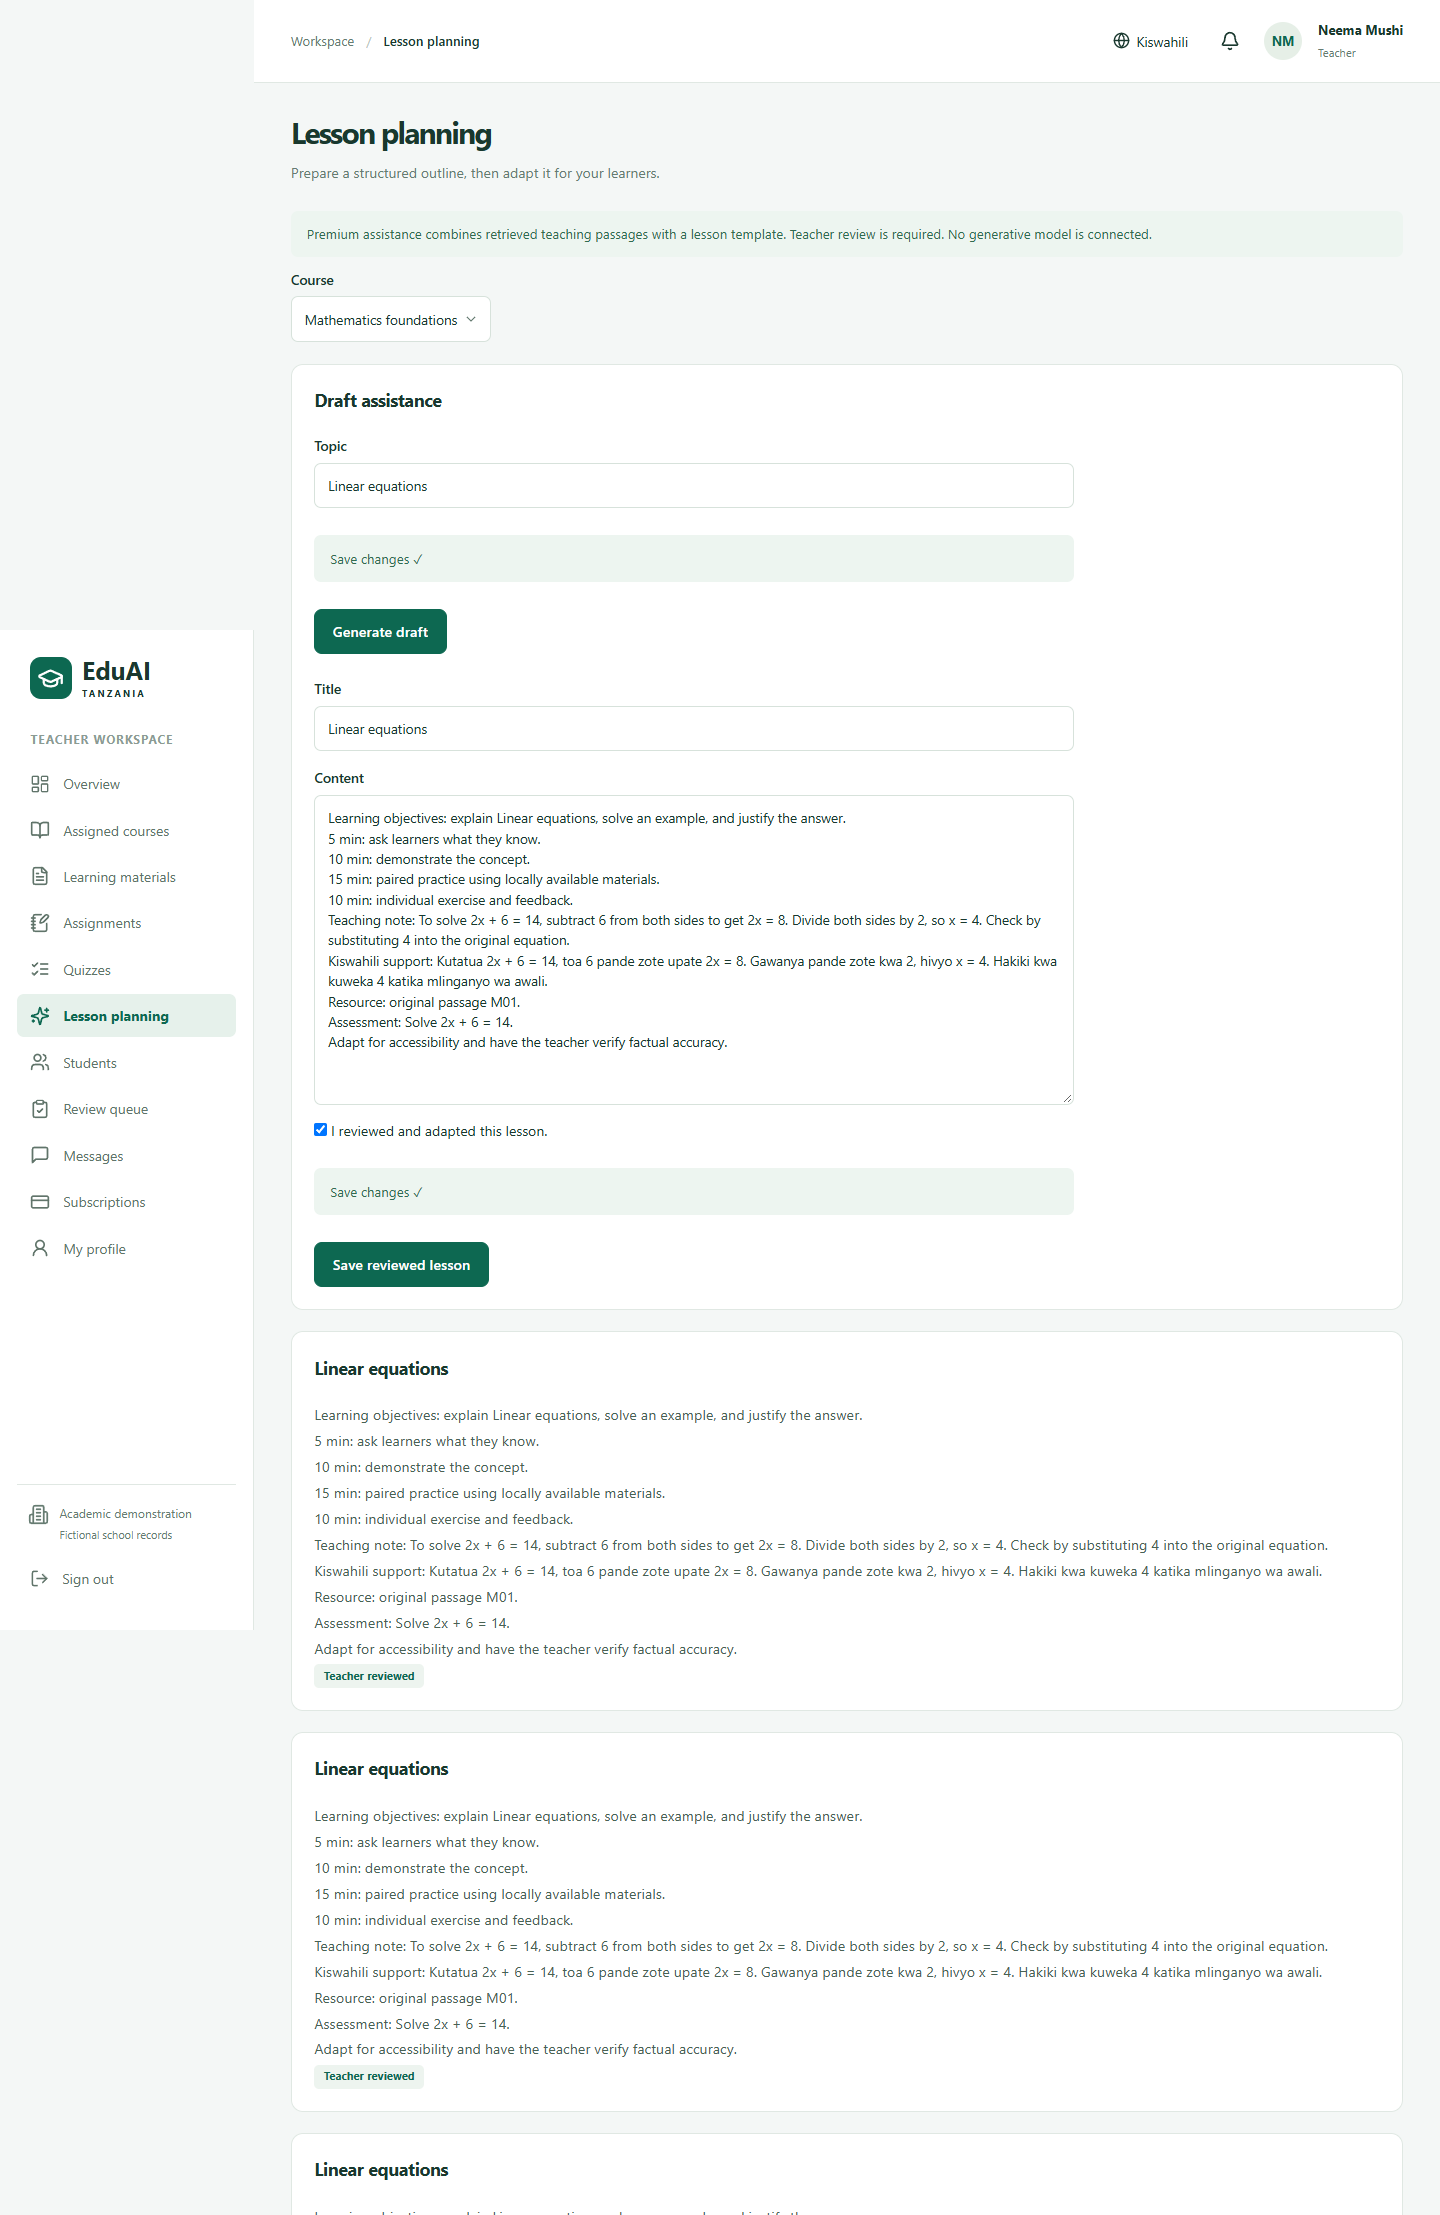 Workspace / Lesson planning
Kiswahili
NM
Neema Mushi
Teacher
Lesson planning
Prepare a structured outline, then adapt it for your learners.
Premium assistance combines retrieved teaching passages with a lesson template. Teacher review is required. No generative model is connected.
Course
Mathematics foundations
Draft assistance
Topic
Linear equations
Save changes ✓
Generate draft
Title
Linear equations
Content
Learning objectives: explain Linear equations, solve an example, and justify the answer.
5 min: ask learners what they know.
10 min: demonstrate the concept.
15 min: paired practice using locally available materials.
10 min: individual exercise and feedback.
Teaching note: To solve 2x + 6 = 14, subtract 6 from both sides to get 2x = 8. Divide both sides by 2, so x = 4. Check by
substituting 4 into the original equation.
Kiswahili support: Kutatua 2x + 6 = 14, toa 6 pande zote upate 2x = 8. Gawanya pande zote kwa 2, hivyo x = 4. Hakiki kwa
kuweka 4 katika mlinganyo wa awali.
Resource: original passage M01.
Assessment: Solve 2x + 6 = 14.
Adapt for accessibility and have the teacher verify factual accuracy.
I reviewed and adapted this lesson.
Save changes ✓
Save reviewed lesson
EduAI
TANZANIA
TEACHER WORKSPACE
Overview
Assigned courses
Learning materials
Assignments
Quizzes
Lesson planning
Students
Review queue
Messages
Subscriptions
My profile
Academic demonstration
Fictional school records
Sign out
Linear equations
Learning objectives: explain Linear equations, solve an example, and justify the answer.
5 min: ask learners what they know.
10 min: demonstrate the concept.
15 min: paired practice using locally available materials.
10 min: individual exercise and feedback.
Teaching note: To solve 2x + 6 = 14, subtract 6 from both sides to get 2x = 8. Divide both sides by 2, so x = 4. Check by substituting 4 into the original equation.
Kiswahili support: Kutatua 2x + 6 = 14, toa 6 pande zote upate 2x = 8. Gawanya pande zote kwa 2, hivyo x = 4. Hakiki kwa kuweka 4 katika mlinganyo wa awali.
Resource: original passage M01.
Assessment: Solve 2x + 6 = 14.
Adapt for accessibility and have the teacher verify factual accuracy.
Teacher reviewed
Linear equations
Learning objectives: explain Linear equations, solve an example, and justify the answer.
5 min: ask learners what they know.
10 min: demonstrate the concept.
15 min: paired practice using locally available materials.
10 min: individual exercise and feedback.
Teaching note: To solve 2x + 6 = 14, subtract 6 from both sides to get 2x = 8. Divide both sides by 2, so x = 4. Check by substituting 4 into the original equation.
Kiswahili support: Kutatua 2x + 6 = 14, toa 6 pande zote upate 2x = 8. Gawanya pande zote kwa 2, hivyo x = 4. Hakiki kwa kuweka 4 katika mlinganyo wa awali.
Resource: original passage M01.
Assessment: Solve 2x + 6 = 14.
Adapt for accessibility and have the teacher verify factual accuracy.
Teacher reviewed
Linear equations